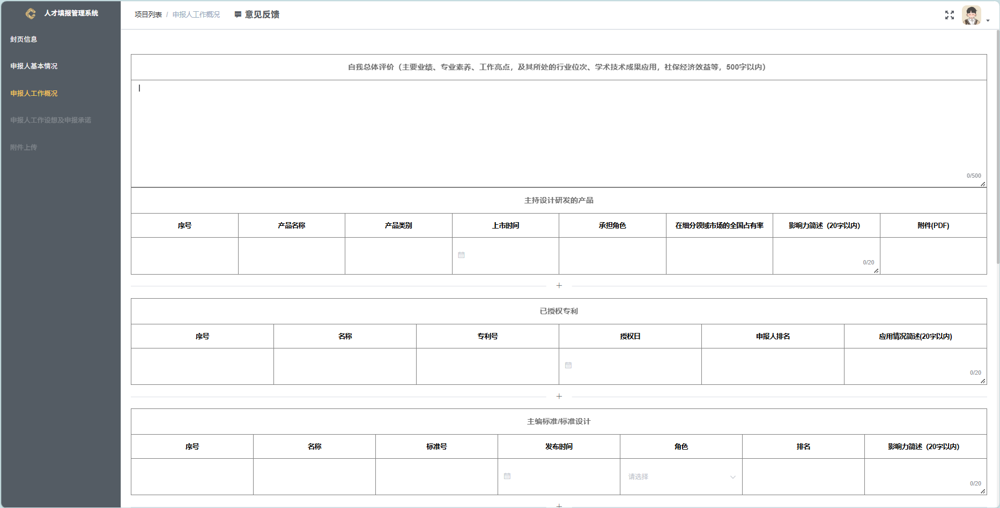 人才填报管理系统
项目列表 / 申报人工作概况 意见反馈
封页信息
申报人基本情况
申报人工作概况
申报人工作设想及申报承诺
附件上传
自我总体评价（主要业绩、专业素养、工作亮点，及其所处的行业位次、学术技术成果应用，社保经济效益等，500字以内）
0/500
主持设计研发的产品
序号 产品名称 产品类别 上市时间 承担角色 在细分领域市场的全国占有率 影响力简述（20字以内） 附件(PDF)
0/20
+
已授权专利
序号 名称 专利号 授权日 申报人排名 应用情况简述(20字以内)
0/20
+
主编标准/标准设计
序号 名称 标准号 发布时间 角色 排名 影响力简述（20字以内）
请选择
0/20
+